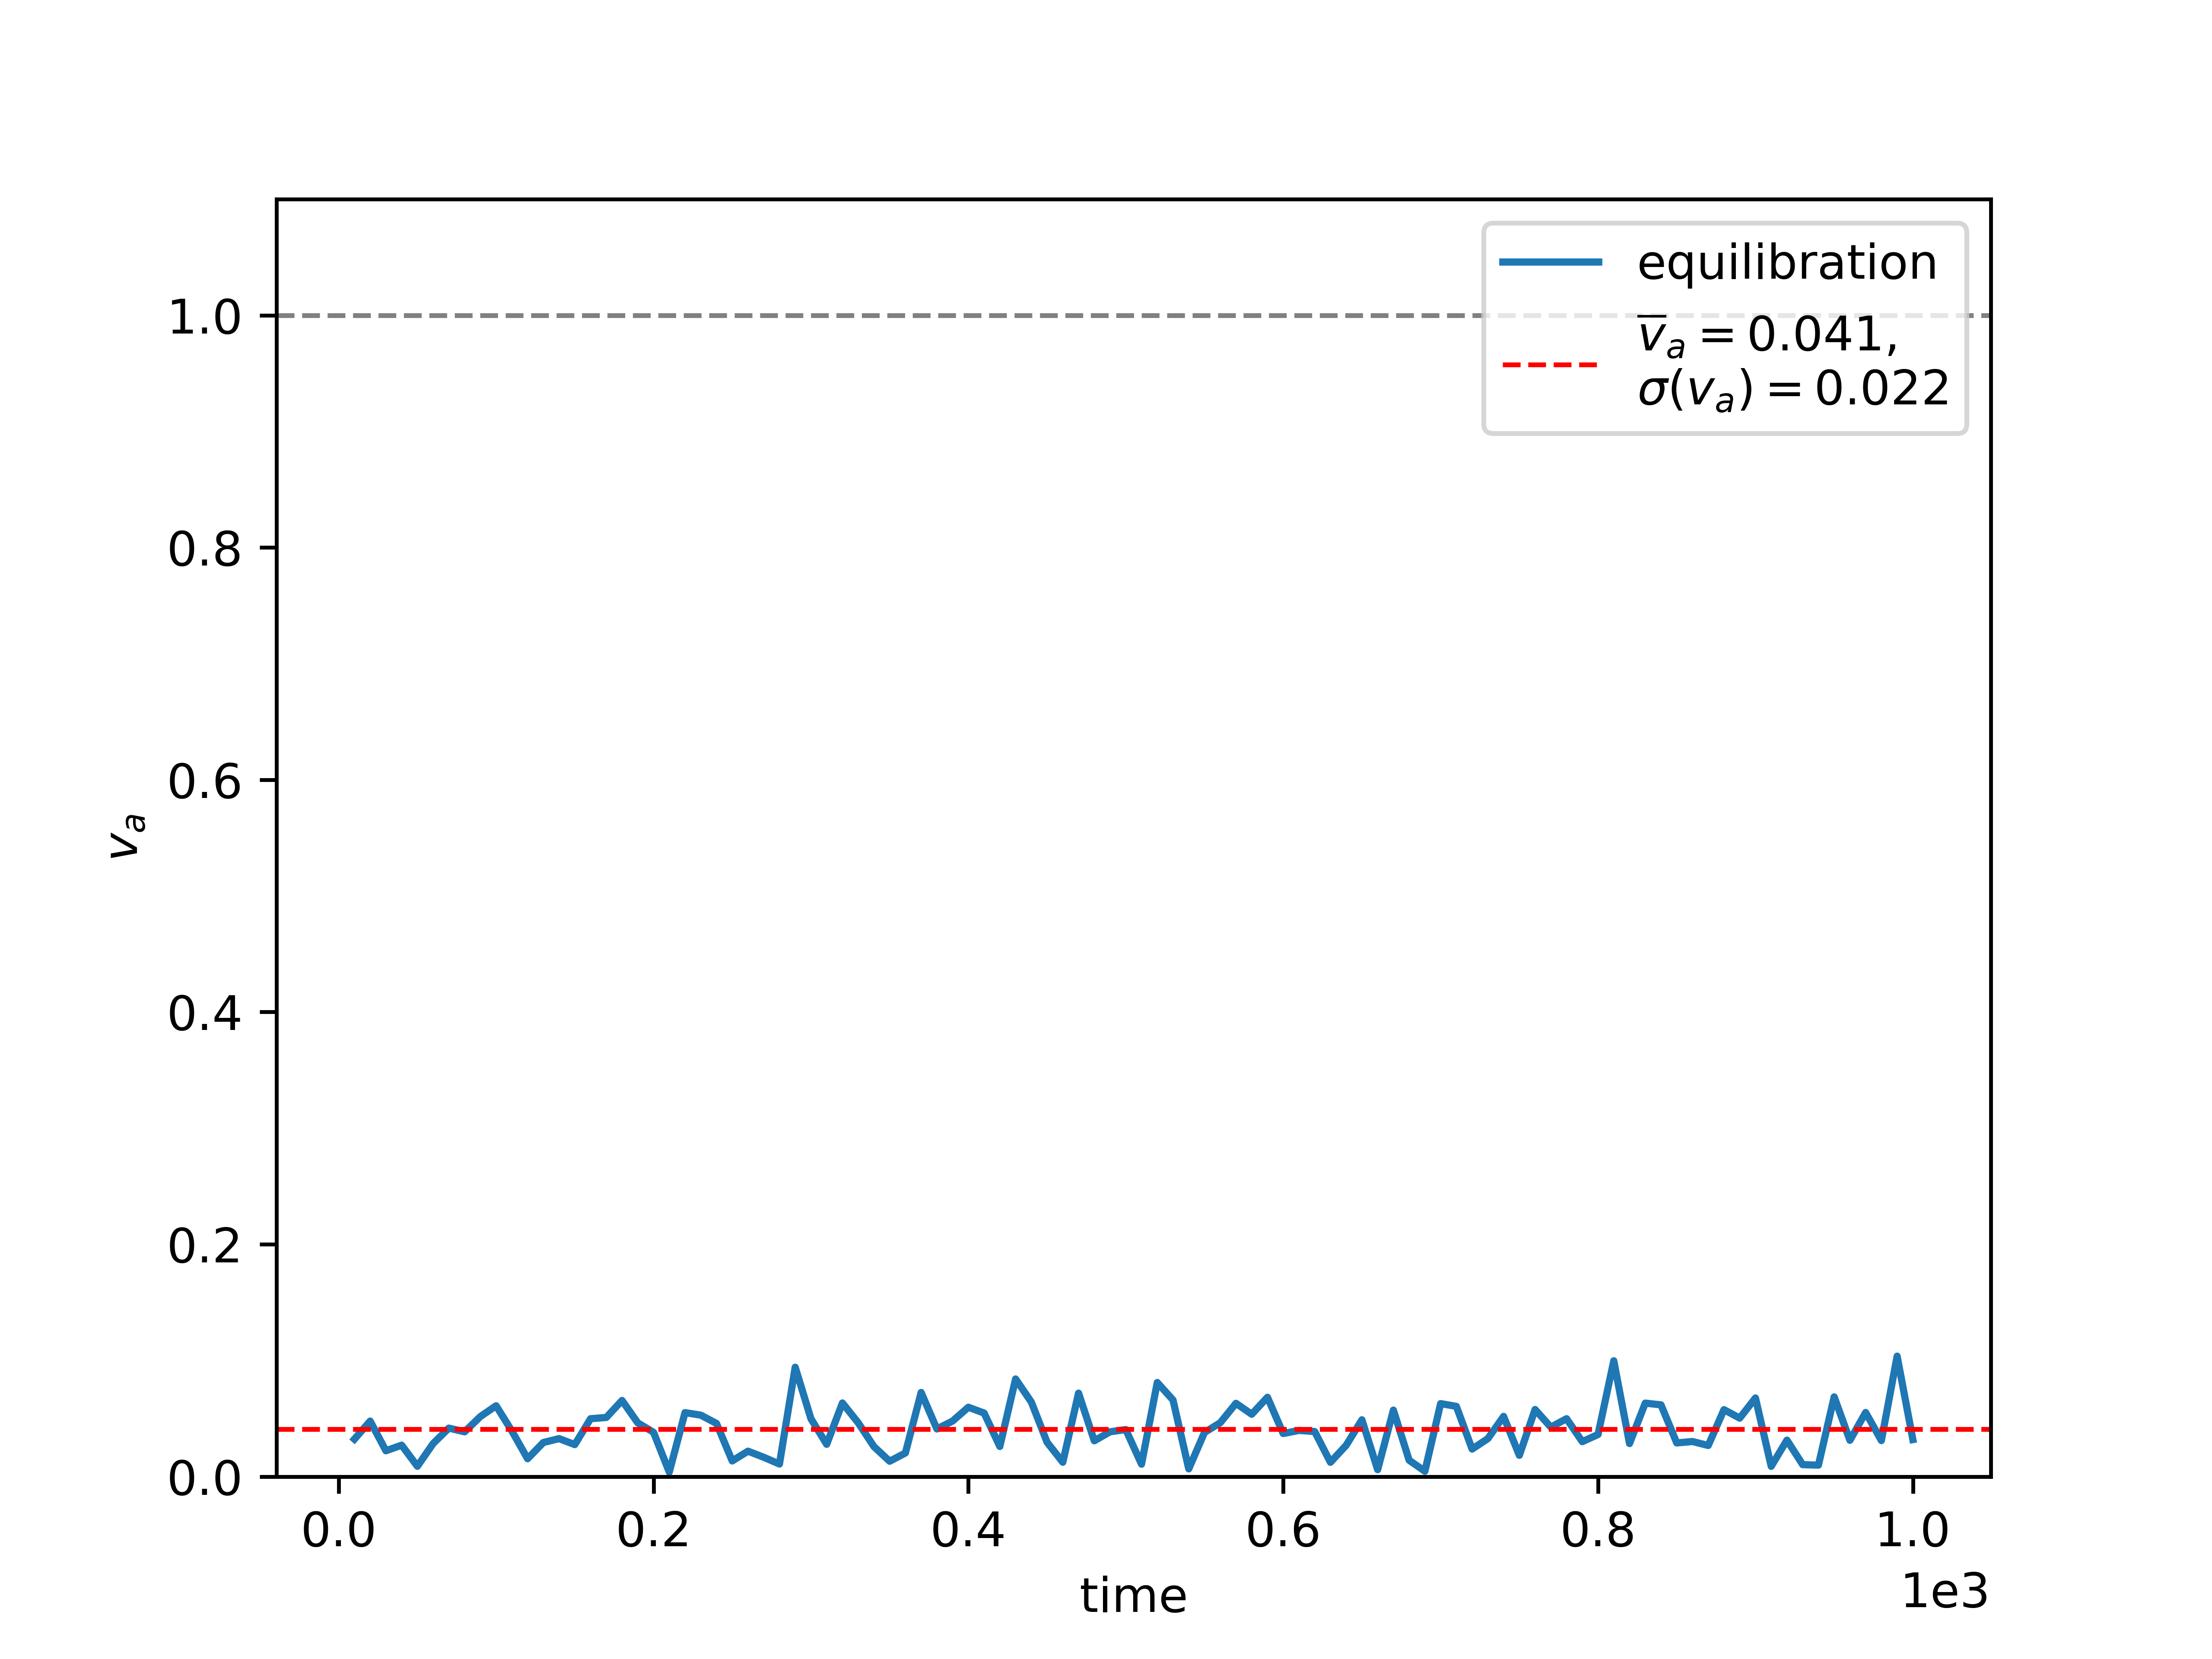 equilibration
v̅ₐ = 0.041,
σ(vₐ) = 0.022
1.0
0.8
0.6
0.4
0.2
0.0
vₐ
0.0 0.2 0.4 0.6 0.8 1.0
time
1e3